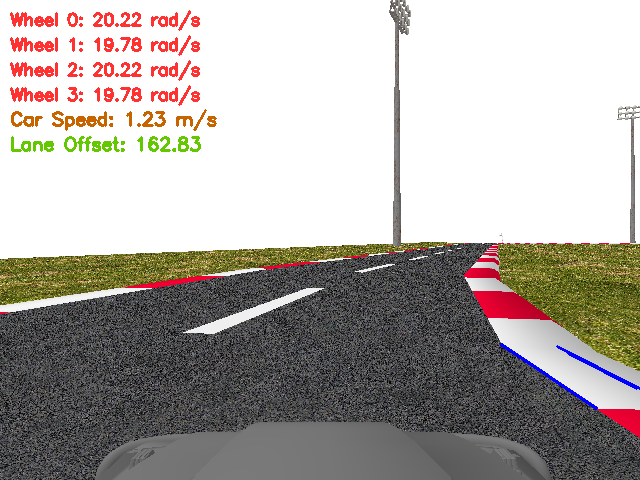 Wheel 0: 20.22 rad/s
Wheel 1: 19.78 rad/s
Wheel 2: 20.22 rad/s
Wheel 3: 19.78 rad/s
Car Speed: 1.23 m/s
Lane Offset: 162.83